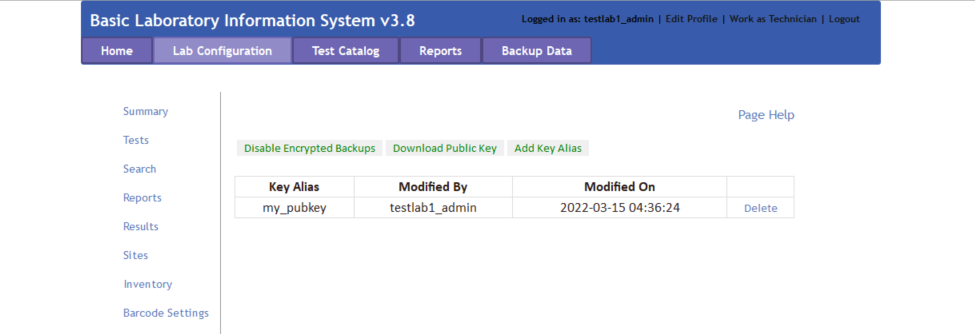 Basic Laboratory Information System v3.8
Logged in as: testlab1_admin | Edit Profile | Work as Technician | Logout
Home Lab Configuration Test Catalog Reports Backup Data
Summary
Tests
Search
Reports
Results
Sites
Inventory
Barcode Settings
Page Help
Disable Encrypted Backups Download Public Key Add Key Alias
Key Alias Modified By Modified On
my_pubkey testlab1_admin 2022-03-15 04:36:24 Delete